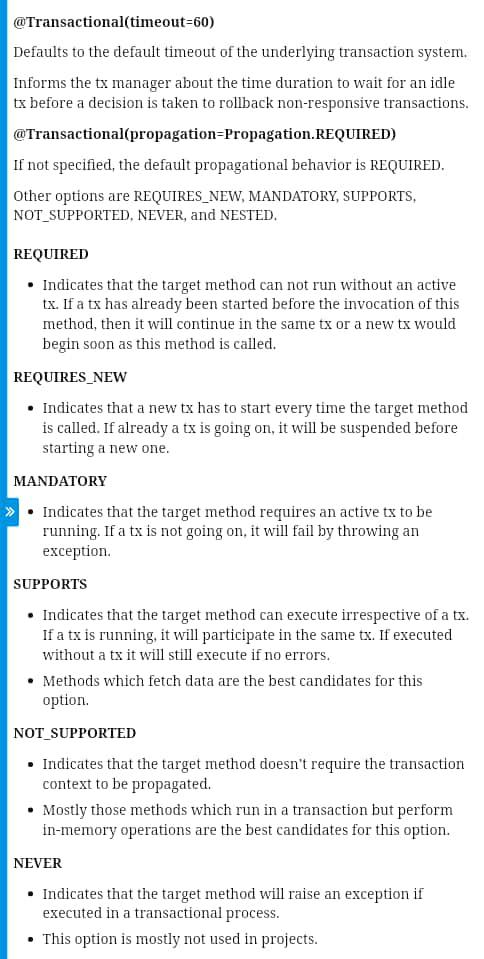 @Transactional(timeout=60)
Defaults to the default timeout of the underlying transaction system.
Informs the tx manager about the time duration to wait for an idle
tx before a decision is taken to rollback non-responsive transactions.
@Transactional(propagation=Propagation.REQUIRED)
If not specified, the default propagational behavior is REQUIRED.
Other options are REQUIRES_NEW, MANDATORY, SUPPORTS,
NOT_SUPPORTED, NEVER, and NESTED.
REQUIRED
• Indicates that the target method can not run without an active
tx. If a tx has already been started before the invocation of this
method, then it will continue in the same tx or a new tx would
begin soon as this method is called.
REQUIRES_NEW
• Indicates that a new tx has to start every time the target method
is called. If already a tx is going on, it will be suspended before
starting a new one.
MANDATORY
• Indicates that the target method requires an active tx to be
running. If a tx is not going on, it will fail by throwing an
exception.
SUPPORTS
• Indicates that the target method can execute irrespective of a tx.
If a tx is running, it will participate in the same tx. If executed
without a tx it will still execute if no errors.
• Methods which fetch data are the best candidates for this
option.
NOT_SUPPORTED
• Indicates that the target method doesn't require the transaction
context to be propagated.
• Mostly those methods which run in a transaction but perform
in-memory operations are the best candidates for this option.
NEVER
• Indicates that the target method will raise an exception if
executed in a transactional process.
• This option is mostly not used in projects.